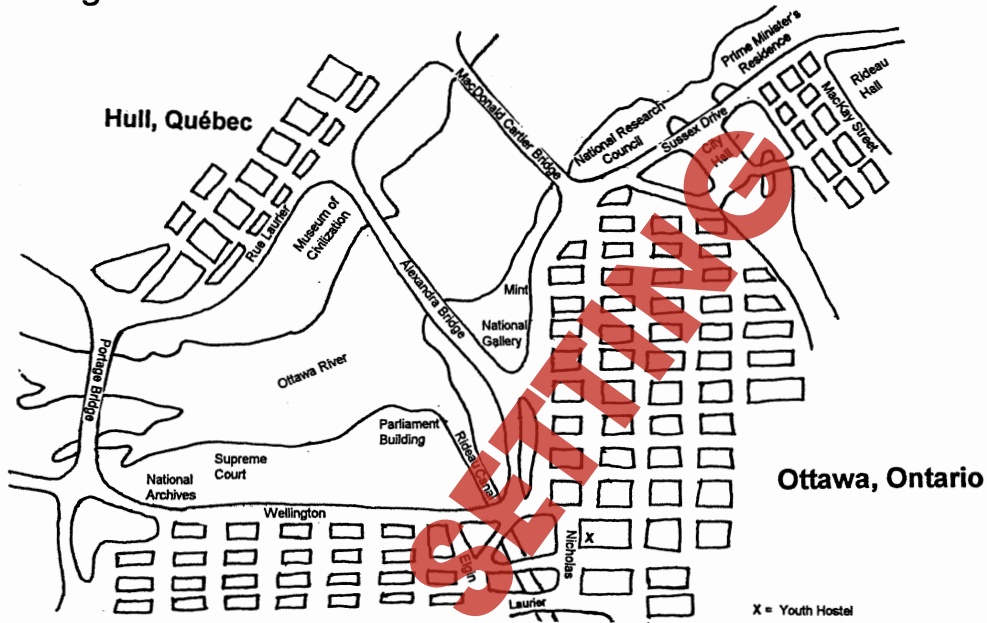 Prime Minister's
Residence
Rideau
Hall
MacKay Street
MacDonald Cartier Bridge
National Research
Council
Sussex Drive
City
Hall
Hull, Québec
Rue Laurier
Museum of
Civilization
Alexandra Bridge
Mint
National
Gallery
Portage Bridge
Ottawa River
Parliament
Building
Rideau Canal
Supreme
Court
National
Archives
Wellington
Elgin
Nicholas
Laurier
X
Ottawa, Ontario
X = Youth Hostel
SETTING